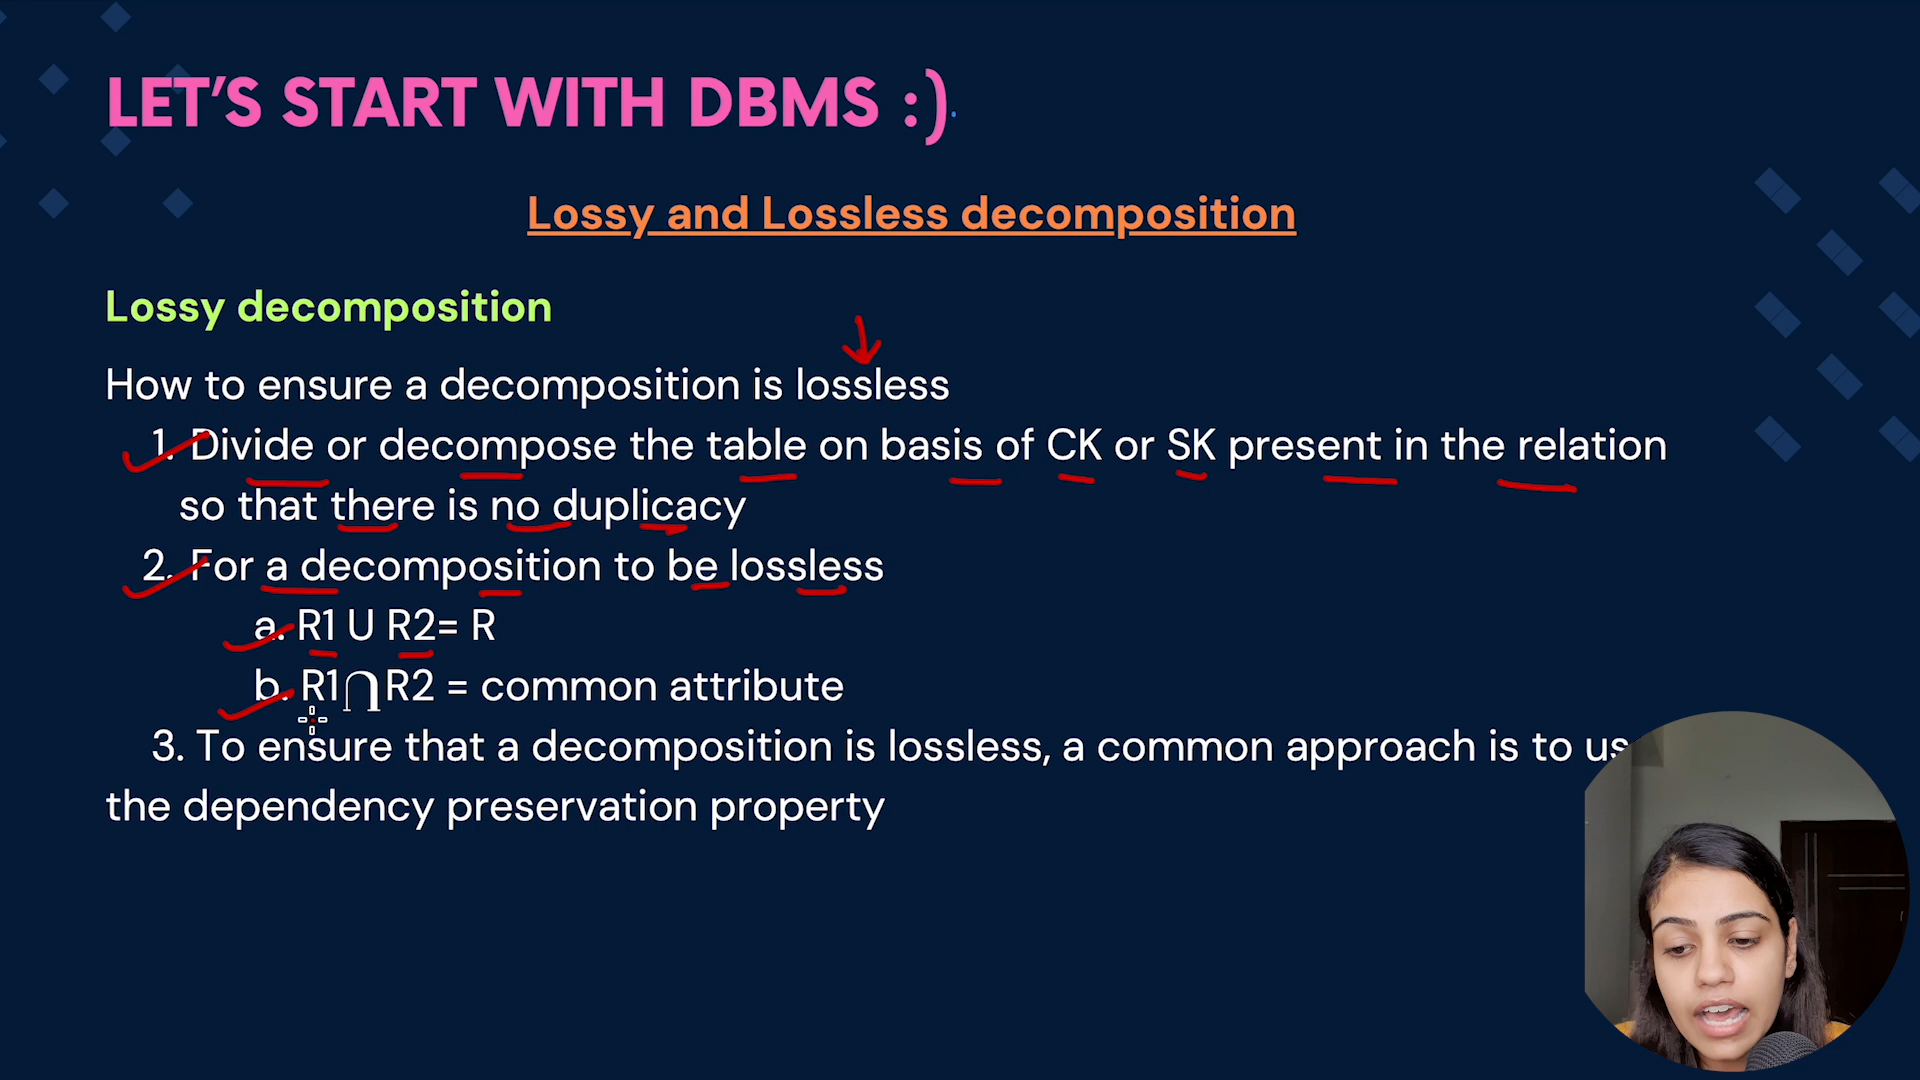 LET'S START WITH DBMS :)
Lossy and Lossless decomposition
Lossy decomposition
How to ensure a decomposition is lossless
1. Divide or decompose the table on basis of CK or SK present in the relation
so that there is no duplicacy
2. For a decomposition to be lossless
a. R1 U R2= R
b. R1⋂R2 = common attribute
3. To ensure that a decomposition is lossless, a common approach is to
the dependency preservation property